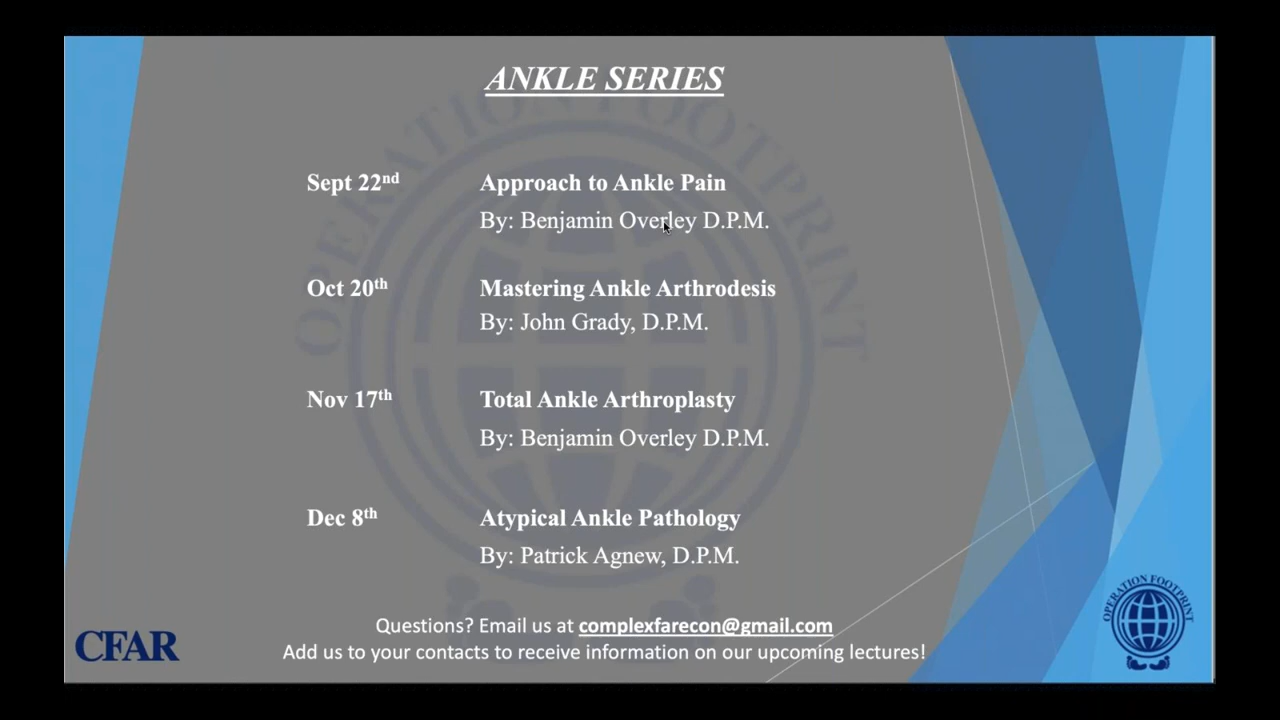 ANKLE SERIES
Sept 22nd Approach to Ankle Pain
By: Benjamin Overley D.P.M.
Oct 20th Mastering Ankle Arthrodesis
By: John Grady, D.P.M.
Nov 17th Total Ankle Arthroplasty
By: Benjamin Overley D.P.M.
Dec 8th Atypical Ankle Pathology
By: Patrick Agnew, D.P.M.
Questions? Email us at complexfarecon@gmail.com
Add us to your contacts to receive information on our upcoming lectures!
CFAR
OPERATION FOOTPRINT
OPERATION FOOTPRINT